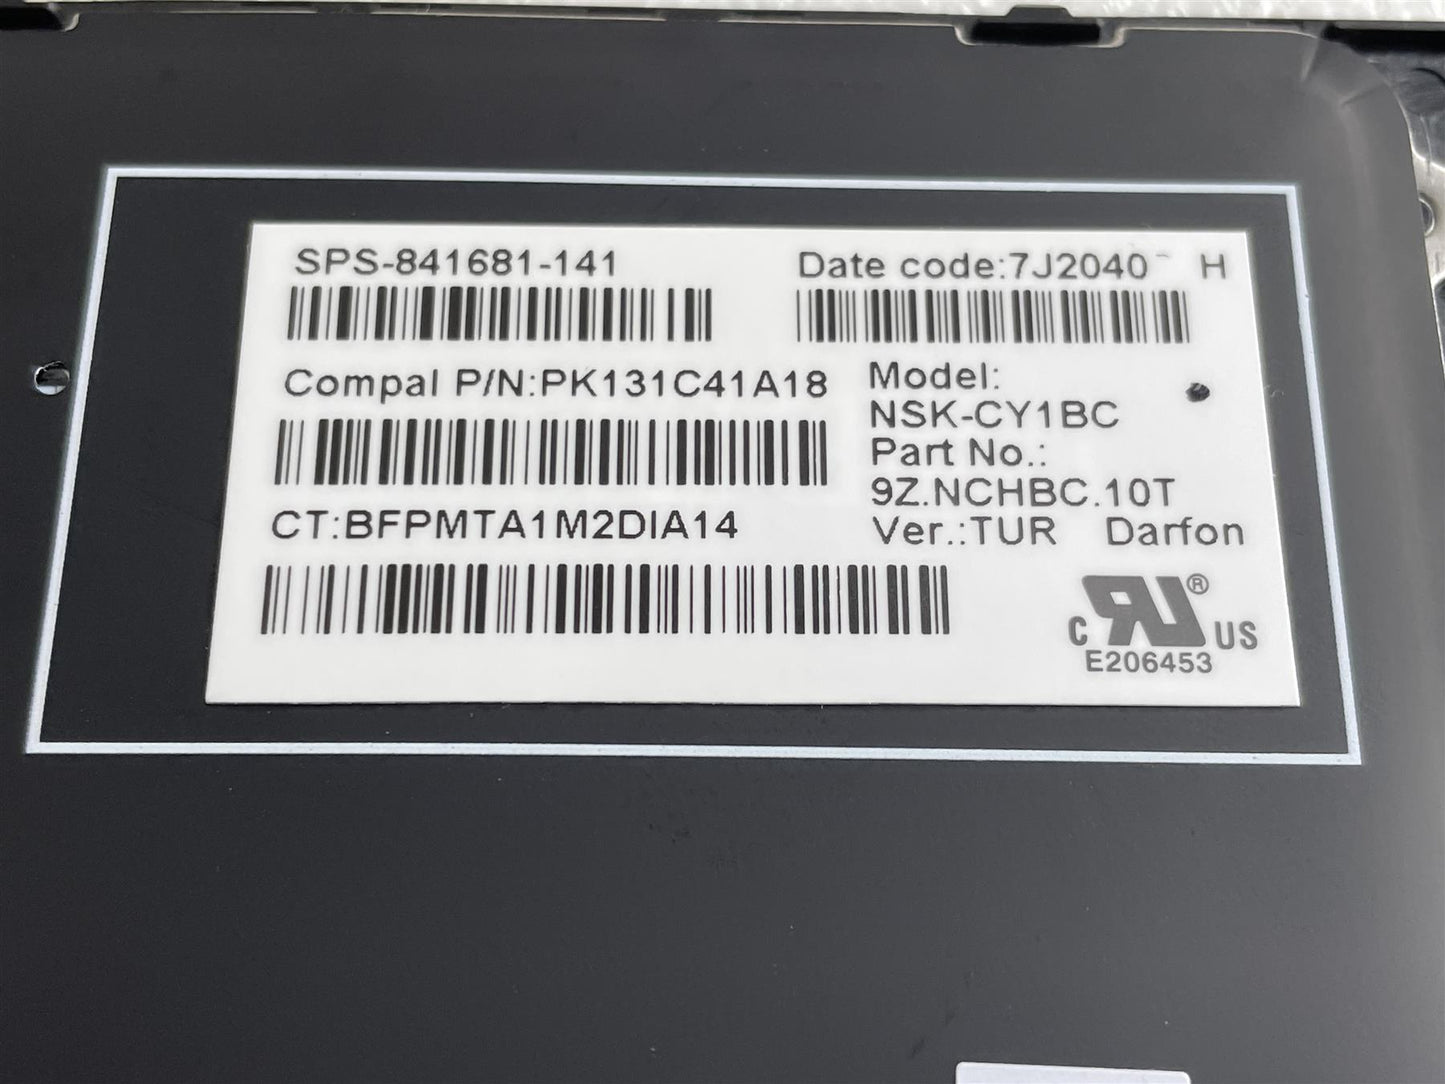 SPS-841681-141
Date code:7J2040 H
Compal P/N:PK131C41A18
Model:
NSK-CY1BC
Part No.:
9Z.NCHBC.10T
CT:BFPMTA1M2DIA14
Ver.:TUR Darfon
C RU ® US
E206453